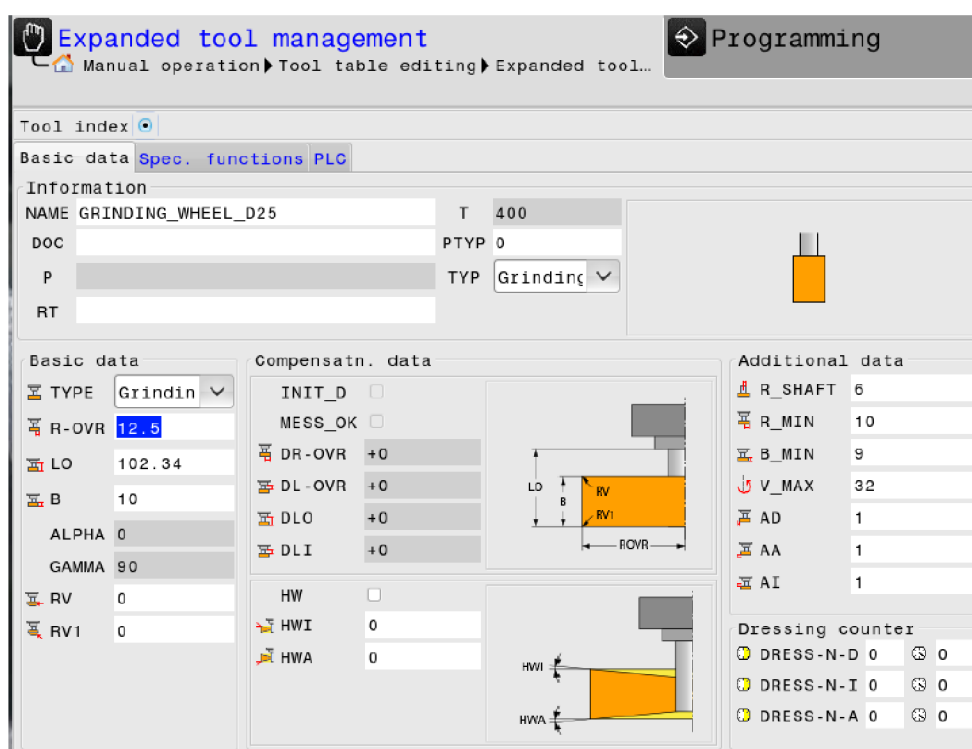 Expanded tool management
Programming
Manual operation Tool table editing Expanded tool…
Tool index
Basic data Spec. functions PLC
Information
NAME GRINDING_WHEEL_D25 T 400
DOC PTYP 0
P TYP Grinding
RT
Basic data
TYPE Grindin
R-OVR 12.5
LO 102.34
B 10
ALPHA 0
GAMMA 90
RV 0
RV1 0
Compensatn. data
INIT_D
MESS_OK
DR-OVR +0
DL-OVR +0
DLO +0
DLI +0
LO
B
RV
RV1
ROVR
HW
HWI 0
HWA 0
HWI
HWA
Additional data
R_SHAFT 6
R_MIN 10
B_MIN 9
V_MAX 32
AD 1
AA 1
AI 1
Dressing counter
DRESS-N-D 0 0
DRESS-N-I 0 0
DRESS-N-A 0 0